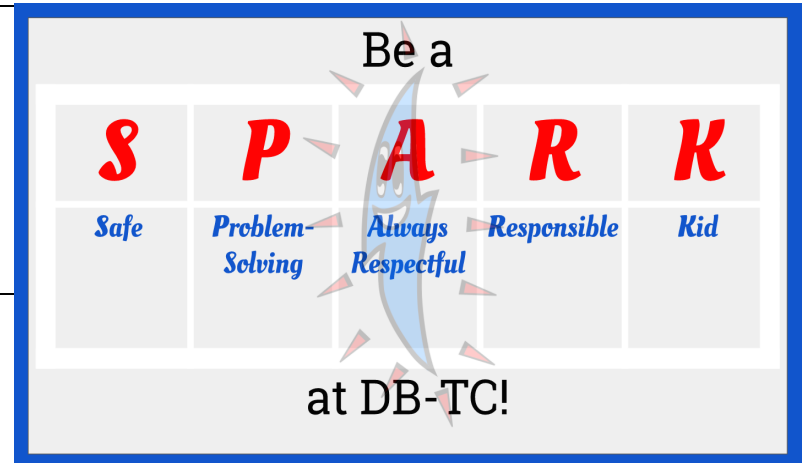 Be a
S P A R K
Safe Problem- Always Responsible Kid
Solving Respectful
at DB-TC!